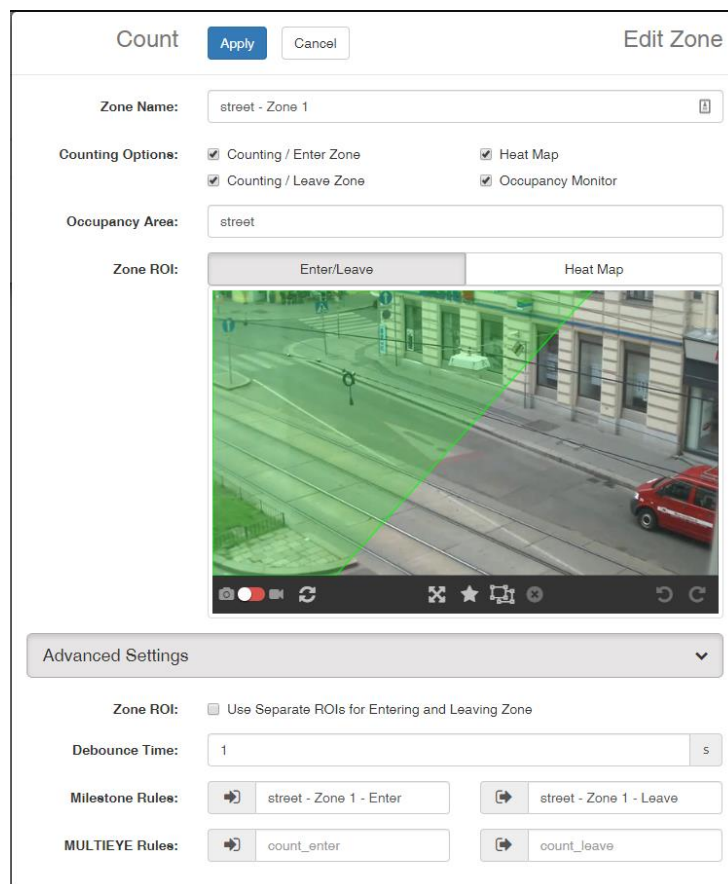 Count Apply Cancel Edit Zone
Zone Name: street - Zone 1
Counting Options: Counting / Enter Zone Heat Map
Counting / Leave Zone Occupancy Monitor
Occupancy Area: street
Zone ROI: Enter/Leave Heat Map
Advanced Settings
Zone ROI: Use Separate ROIs for Entering and Leaving Zone
Debounce Time: 1 s
Milestone Rules: street - Zone 1 - Enter street - Zone 1 - Leave
MULTIEYE Rules: count_enter count_leave